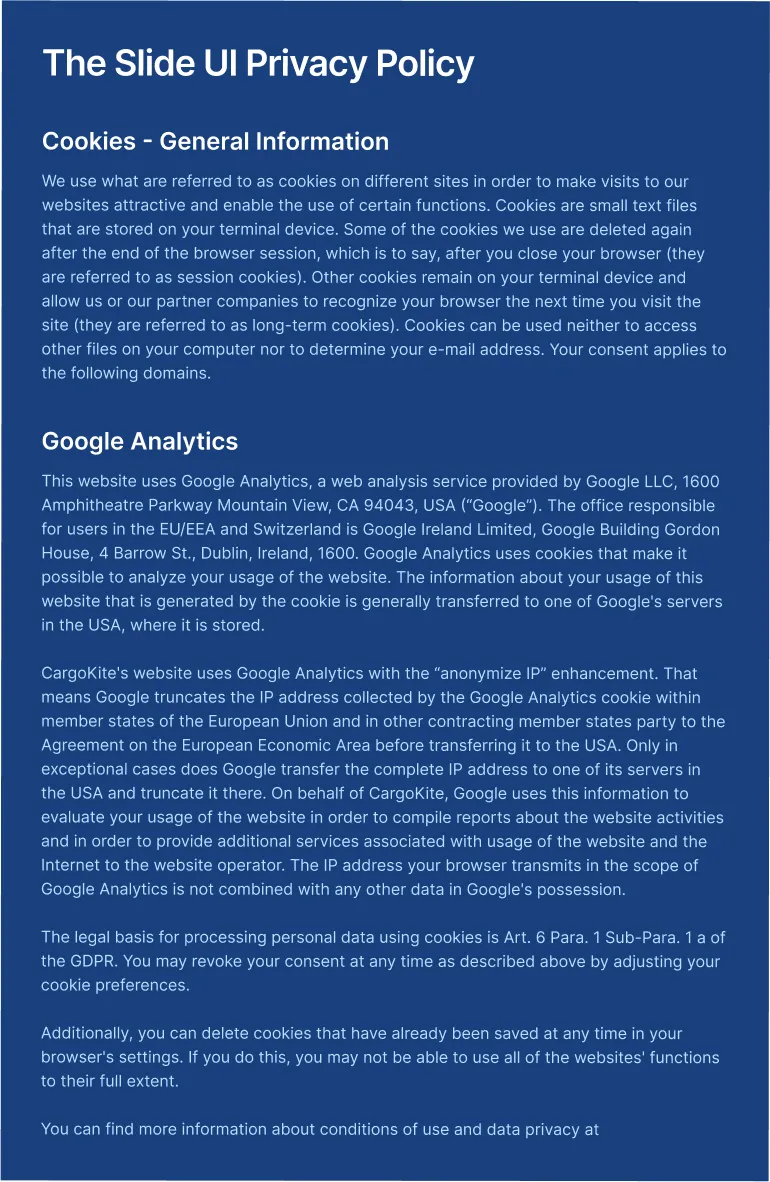 The Slide UI Privacy Policy
Cookies - General Information
We use what are referred to as cookies on different sites in order to make visits to our
websites attractive and enable the use of certain functions. Cookies are small text files
that are stored on your terminal device. Some of the cookies we use are deleted again
after the end of the browser session, which is to say, after you close your browser (they
are referred to as session cookies). Other cookies remain on your terminal device and
allow us or our partner companies to recognize your browser the next time you visit the
site (they are referred to as long-term cookies). Cookies can be used neither to access
other files on your computer nor to determine your e-mail address. Your consent applies to
the following domains.
Google Analytics
This website uses Google Analytics, a web analysis service provided by Google LLC, 1600
Amphitheatre Parkway Mountain View, CA 94043, USA (“Google”). The office responsible
for users in the EU/EEA and Switzerland is Google Ireland Limited, Google Building Gordon
House, 4 Barrow St., Dublin, Ireland, 1600. Google Analytics uses cookies that make it
possible to analyze your usage of the website. The information about your usage of this
website that is generated by the cookie is generally transferred to one of Google's servers
in the USA, where it is stored.
CargoKite's website uses Google Analytics with the “anonymize IP” enhancement. That
means Google truncates the IP address collected by the Google Analytics cookie within
member states of the European Union and in other contracting member states party to the
Agreement on the European Economic Area before transferring it to the USA. Only in
exceptional cases does Google transfer the complete IP address to one of its servers in
the USA and truncate it there. On behalf of CargoKite, Google uses this information to
evaluate your usage of the website in order to compile reports about the website activities
and in order to provide additional services associated with usage of the website and the
Internet to the website operator. The IP address your browser transmits in the scope of
Google Analytics is not combined with any other data in Google's possession.
The legal basis for processing personal data using cookies is Art. 6 Para. 1 Sub-Para. 1 a of
the GDPR. You may revoke your consent at any time as described above by adjusting your
cookie preferences.
Additionally, you can delete cookies that have already been saved at any time in your
browser's settings. If you do this, you may not be able to use all of the websites' functions
to their full extent.
You can find more information about conditions of use and data privacy at